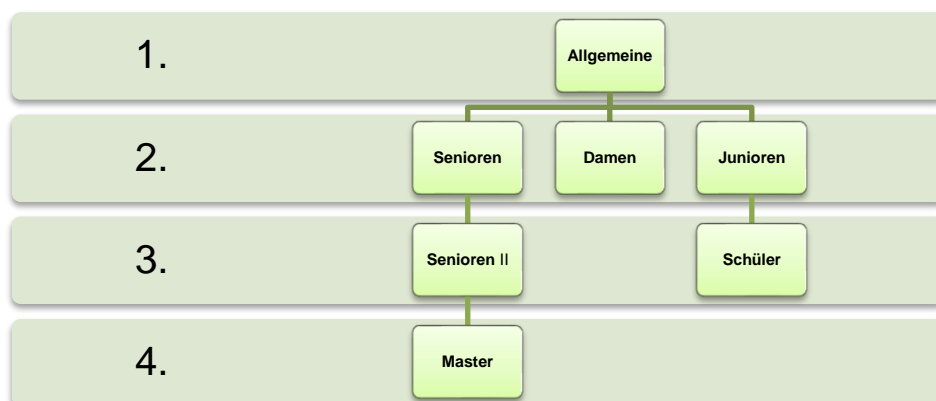 1.
Allgemeine
2.
Senioren
Damen
Junioren
3.
Senioren II
Schüler
4.
Master